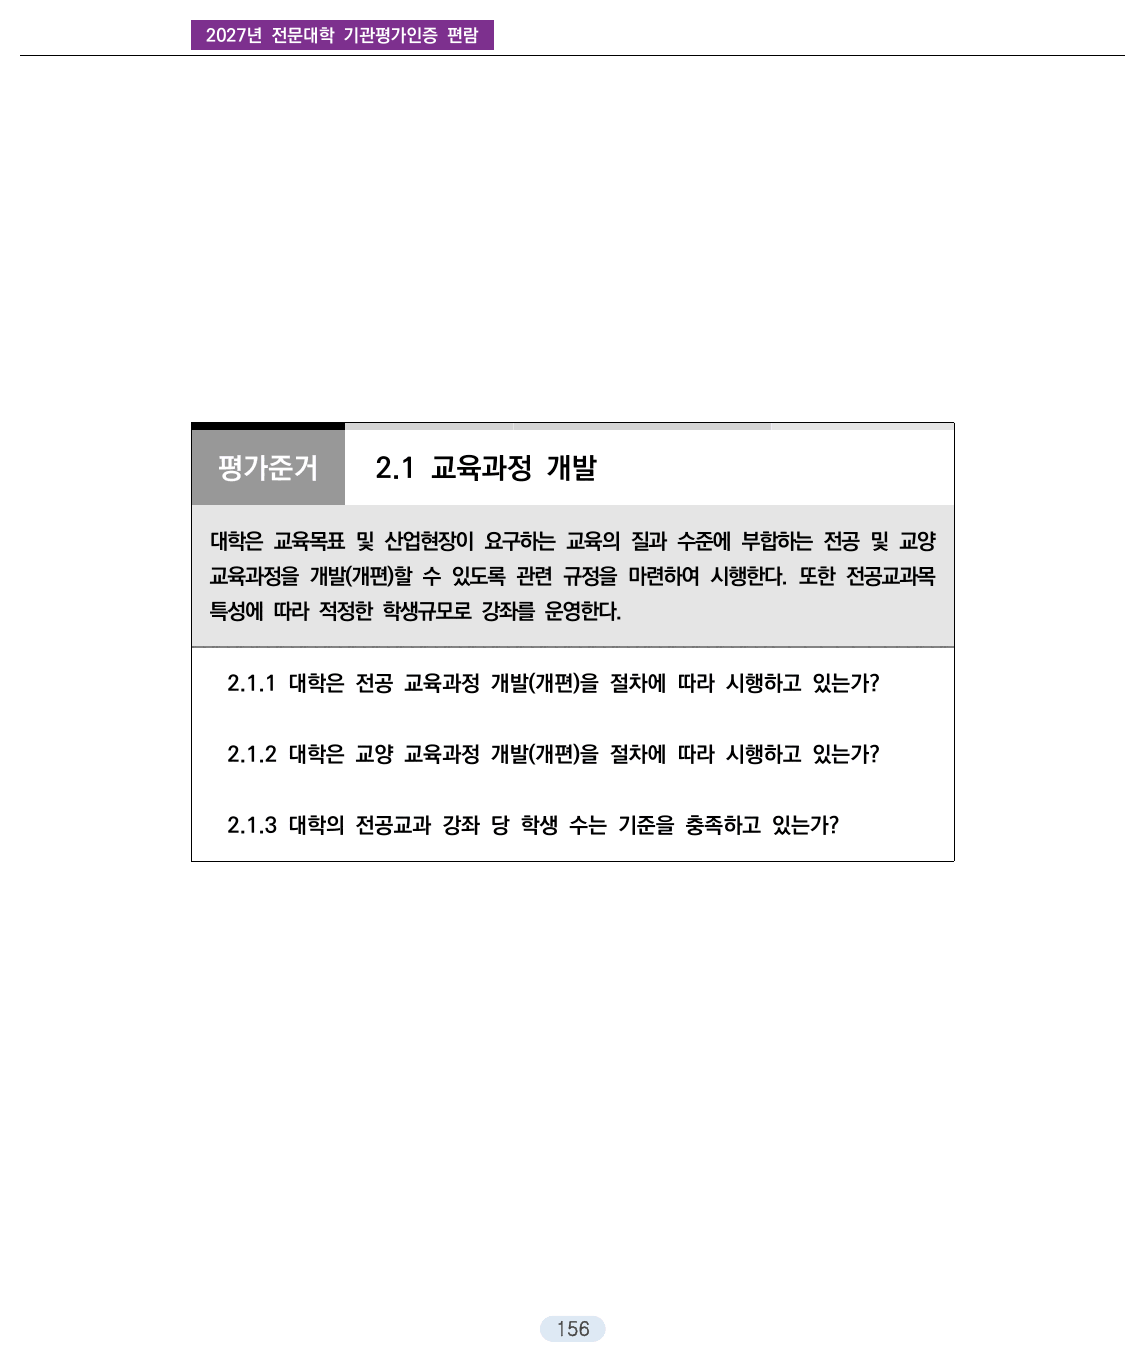 2027년 전문대학 기관평가인증 편람
평가준거
2.1 교육과정 개발
대학은 교육목표 및 산업현장이 요구하는 교육의 질과 수준에 부합하는 전공 및 교양
교육과정을 개발(개편)할 수 있도록 관련 규정을 마련하여 시행한다. 또한 전공교과목
특성에 따라 적정한 학생규모로 강좌를 운영한다.
2.1.1 대학은 전공 교육과정 개발(개편)을 절차에 따라 시행하고 있는가?
2.1.2 대학은 교양 교육과정 개발(개편)을 절차에 따라 시행하고 있는가?
2.1.3 대학의 전공교과 강좌 당 학생 수는 기준을 충족하고 있는가?
156